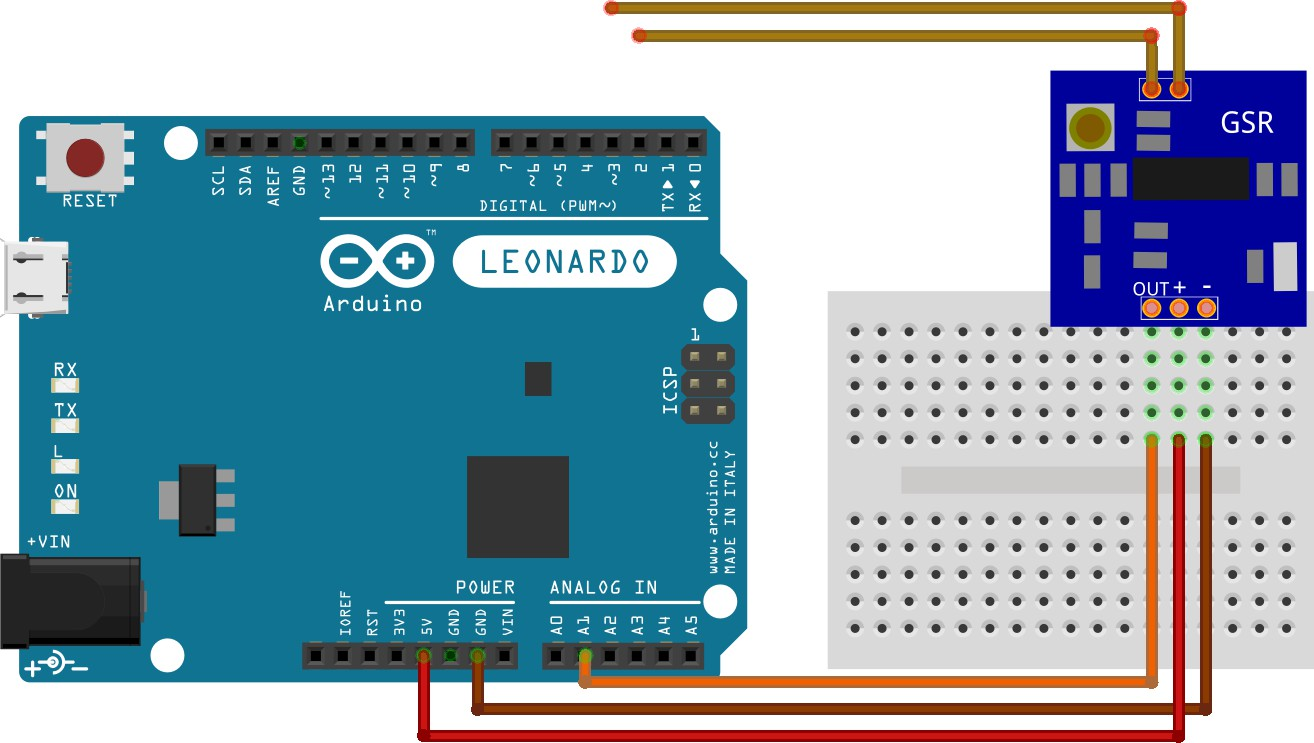 GSR
OUT + -
RESET
SCL
SDA
AREF
GND
~13
12
~11
~10
~9
8
7
~6
~5
4
~3
2
TX▶1
RX◀0
DIGITAL (PWM~)
TM
LEONARDO
Arduino
1
ICSP
RX
TX
L
ON
+VIN
www.arduino.cc
MADE IN ITALY
POWER
ANALOG IN
IOREF
RST
3V3
5V
GND
GND
VIN
A0
A1
A2
A3
A4
A5